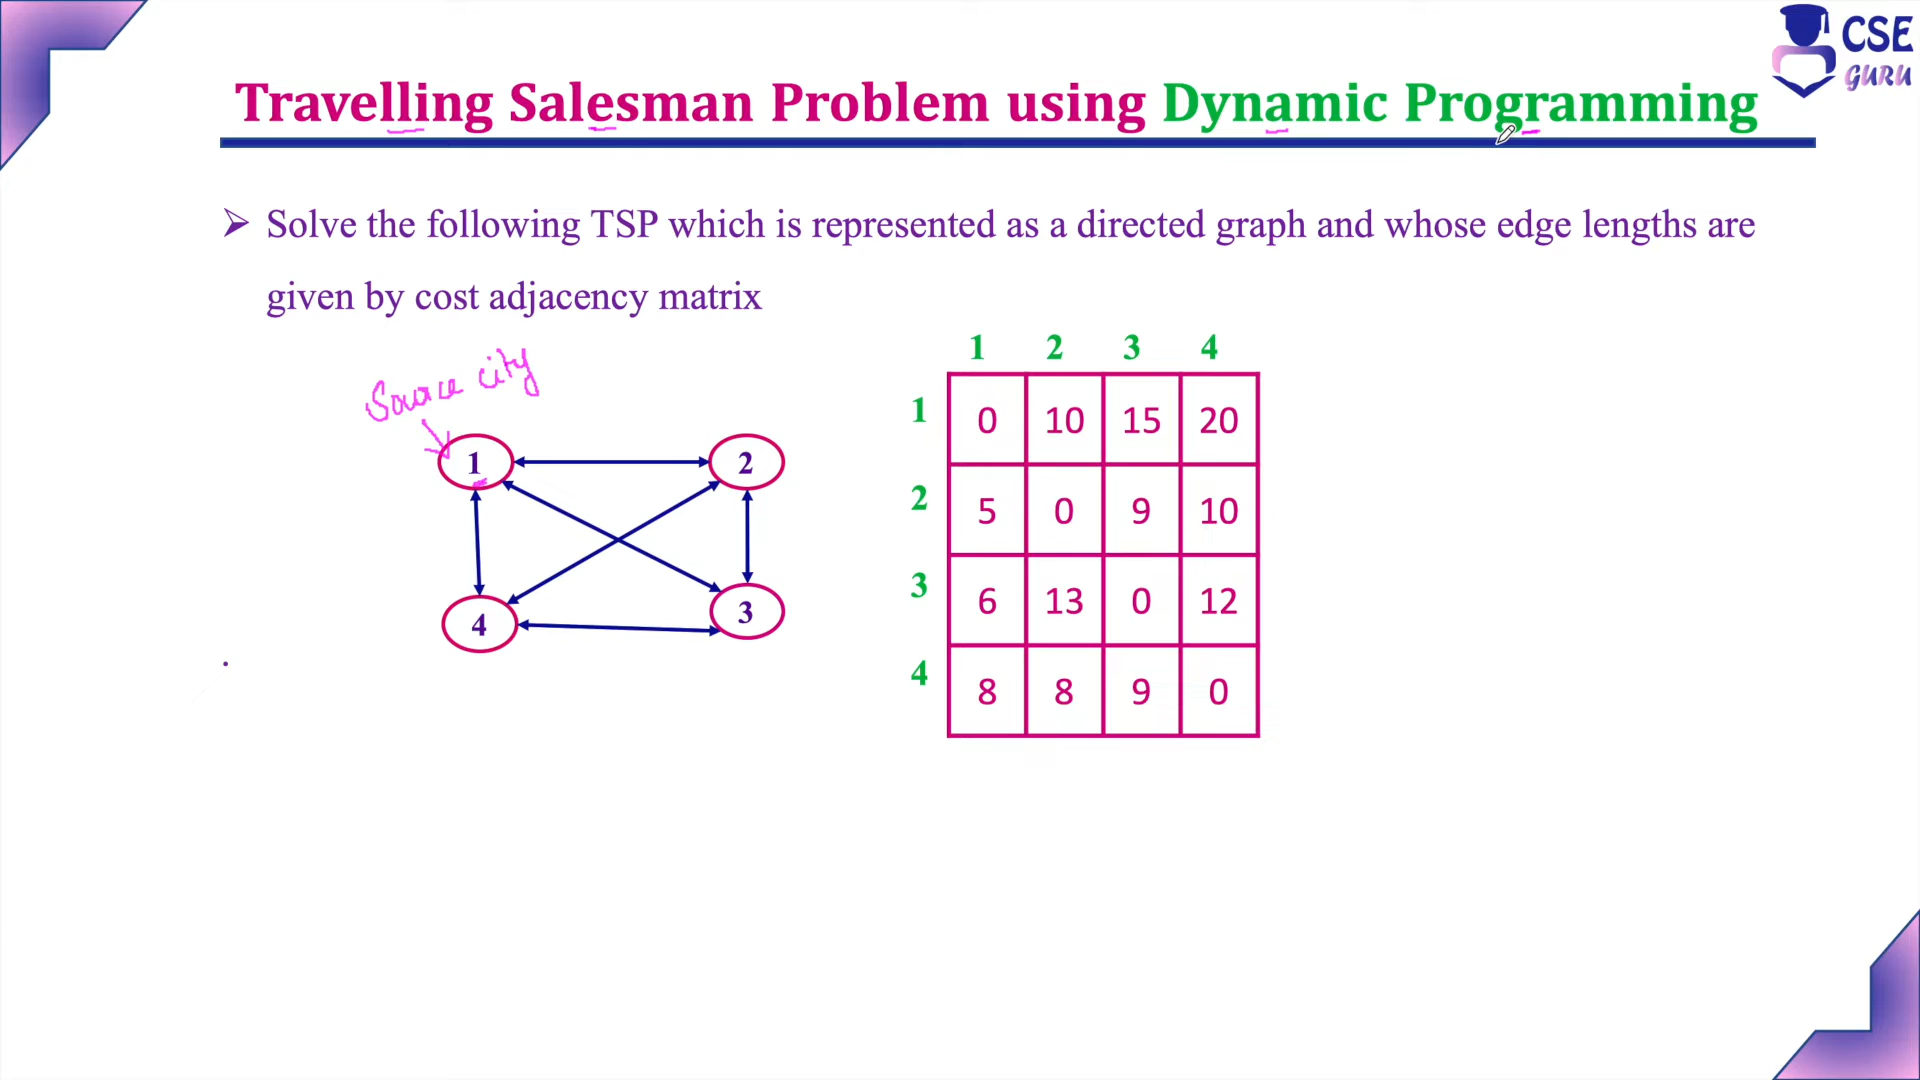 CSE
GURU
Travelling Salesman Problem using Dynamic Programming
➢ Solve the following TSP which is represented as a directed graph and whose edge lengths are
given by cost adjacency matrix
Source city
1 2
4 3
1 2 3 4
1 0 10 15 20
2 5 0 9 10
3 6 13 0 12
4 8 8 9 0